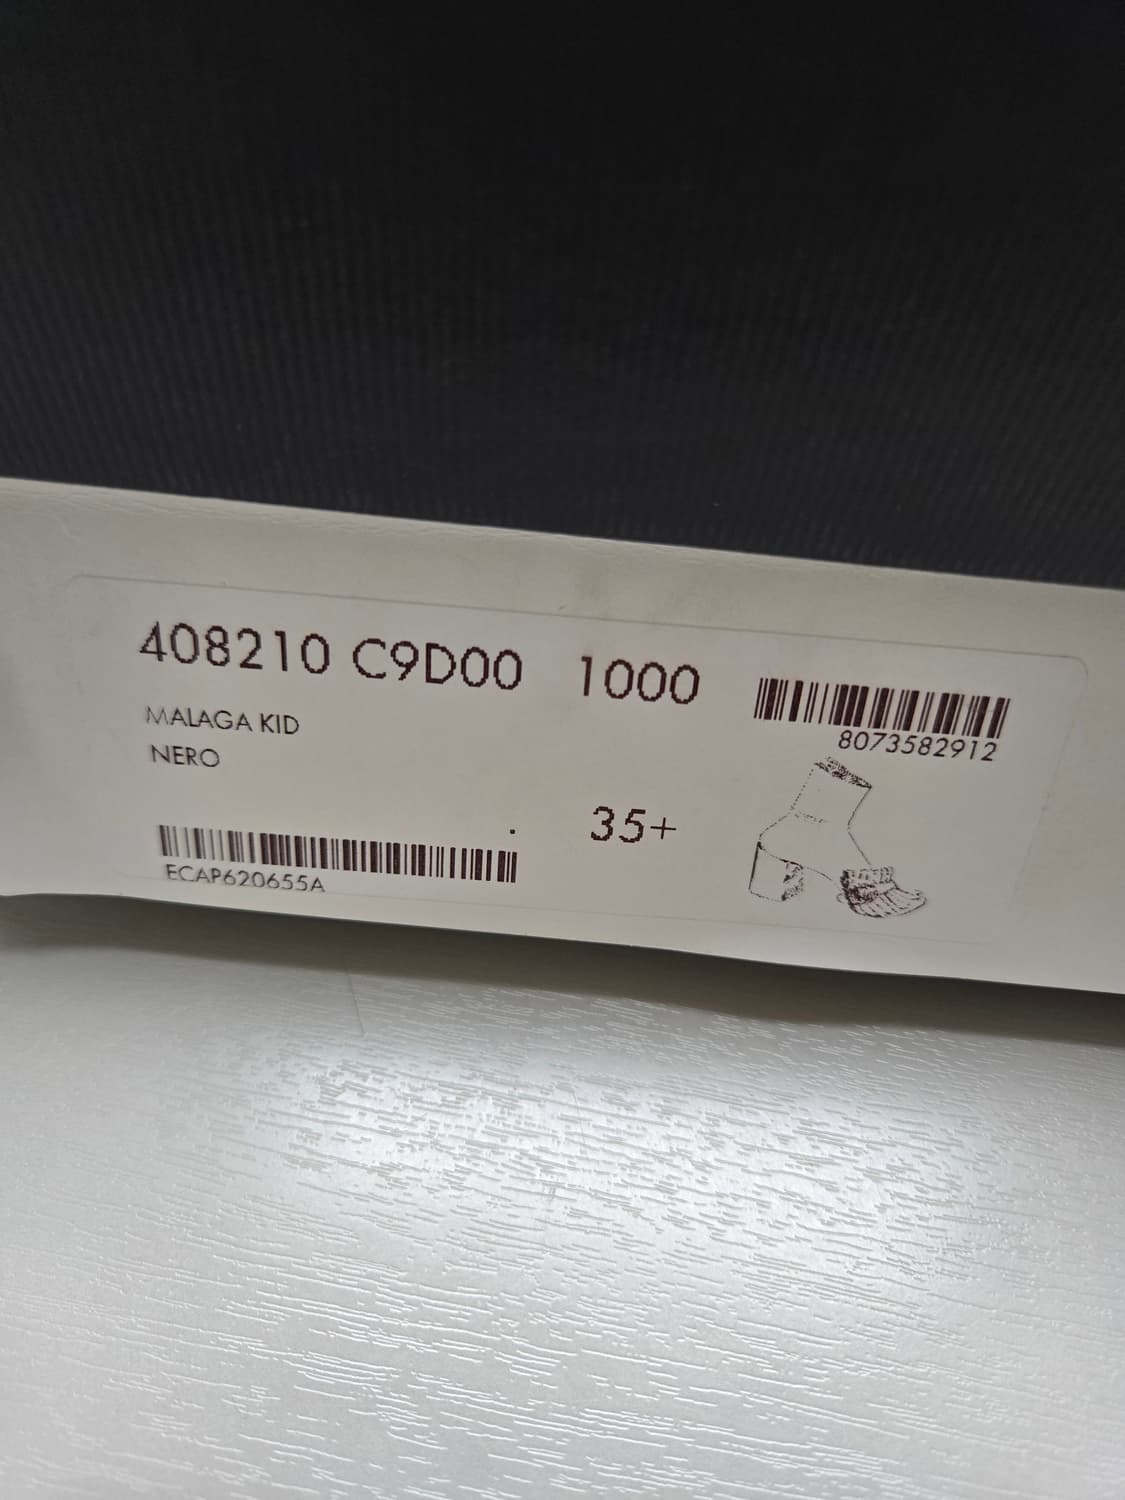 408210 C9D00 1000
8073582912
MALAGA KID
NERO
35+
ECAP620655A